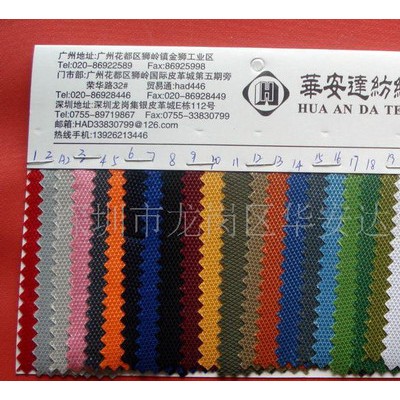 广州地址:广州花都区狮岭镇金狮工业区
Tel:020-86922589 Fax:86925998
门市部:广州花都区狮岭国际皮革城第五期旁
荣华路32# 贸易通:had446
Tel:020-86928446 Fax:020-86928449
深圳地址:深圳龙岗集银皮革城E栋112号
Tel:0755-89719867 Fax:0755-33830799
邮箱:HAD33830799@126.com
热线手机:13926213446
華安達紡織
HUA AN DA TE
1 2 A2 3 4 5 6 7 8 9 10 11 12 13 14 15 16 17 18 19
深圳市龙岗区华安达